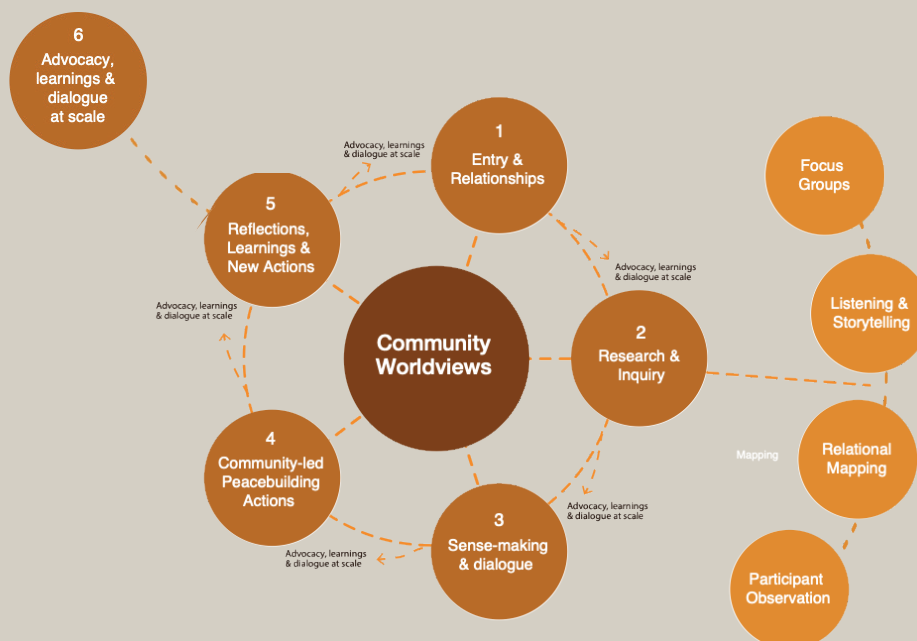 6
Advocacy,
learnings &
dialogue
at scale
Advocacy, learnings
& dialogue at scale
1
Entry &
Relationships
Focus
Groups
5
Reflections,
Learnings &
New Actions
Advocacy, learnings
& dialogue at scale
Listening &
Storytelling
Advocacy, learnings
& dialogue at scale
Community
Worldviews
2
Research &
Inquiry
4
Community-led
Peacebuilding
Actions
Mapping
Relational
Mapping
Advocacy, learnings
& dialogue at scale
3
Sense-making
& dialogue
Advocacy, learnings
& dialogue at scale
Participant
Observation